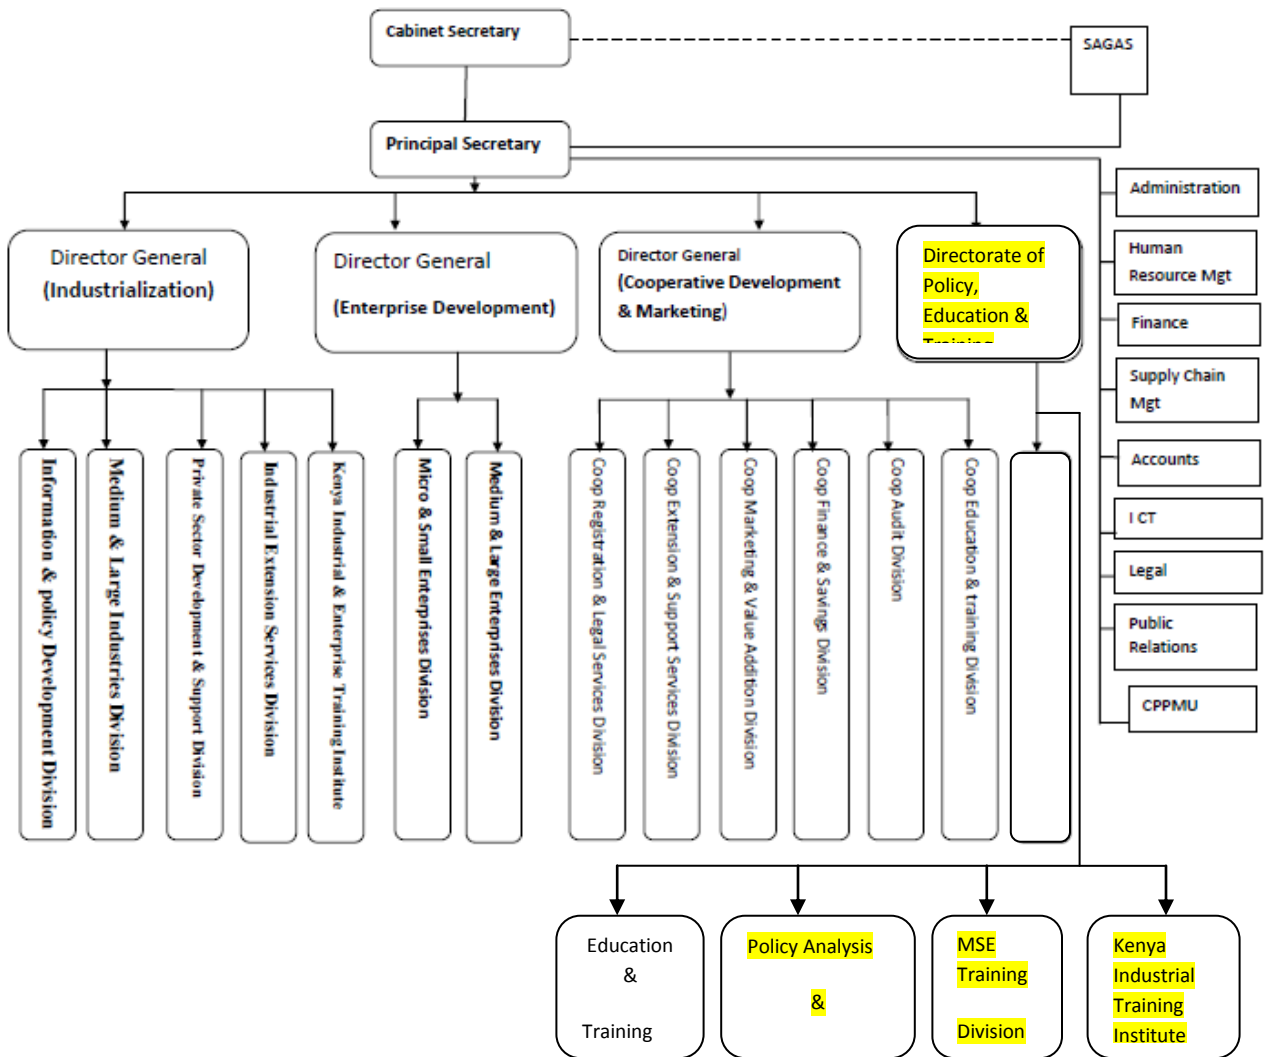 Cabinet Secretary
SAGAS
Principal Secretary
Administration
Human
Resource Mgt
Finance
Supply Chain
Mgt
Accounts
I CT
Legal
Public
Relations
CPPMU
Director General
(Industrialization)
Director General
(Enterprise Development)
Director General
(Cooperative Development
& Marketing)
Directorate of
Policy,
Education &
Training
Information & policy Development Division
Medium & Large Industries Division
Private Sector Development & Support Division
Industrial Extension Services Division
Kenya Industrial & Enterprise Training Institute
Micro & Small Enterprises Division
Medium & Large Enterprises Division
Coop Registration & Legal Services Division
Coop Extension & Support Services Division
Coop Marketing & Value Addition Division
Coop Finance & Savings Division
Coop Audit Division
Coop Education & training Division
Education
&
Training
Policy Analysis
&
MSE
Training
Division
Kenya
Industrial
Training
Institute